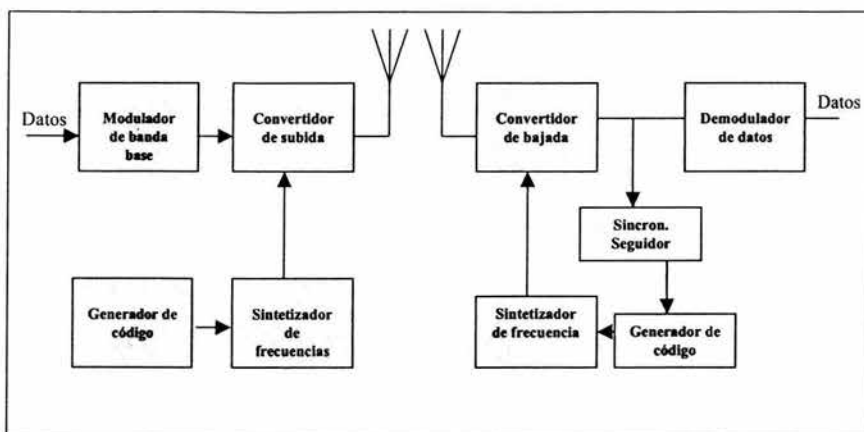 Datos
Modulador
de banda
base
Convertidor
de subida
Convertidor
de bajada
Demodulador
de datos
Datos
Sincron.
Seguidor
Generador de
código
Sintetizador
de
frecuencias
Sintetizador
de frecuencia
Generador de
código